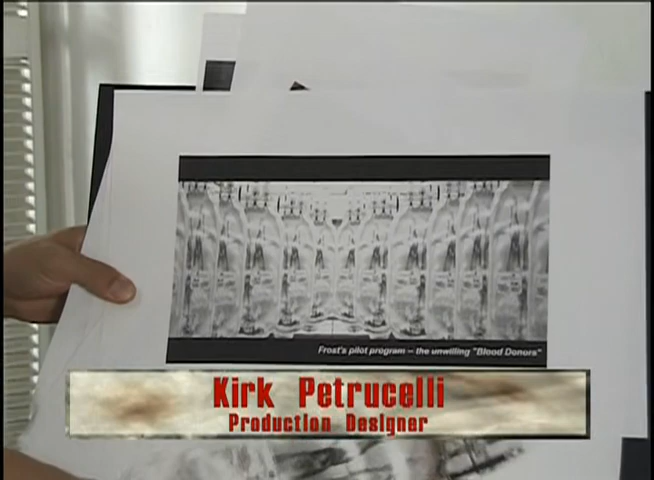 Frost's pilot program – the unwilling "Blood Donors"
Kirk Petrucelli
Production Designer